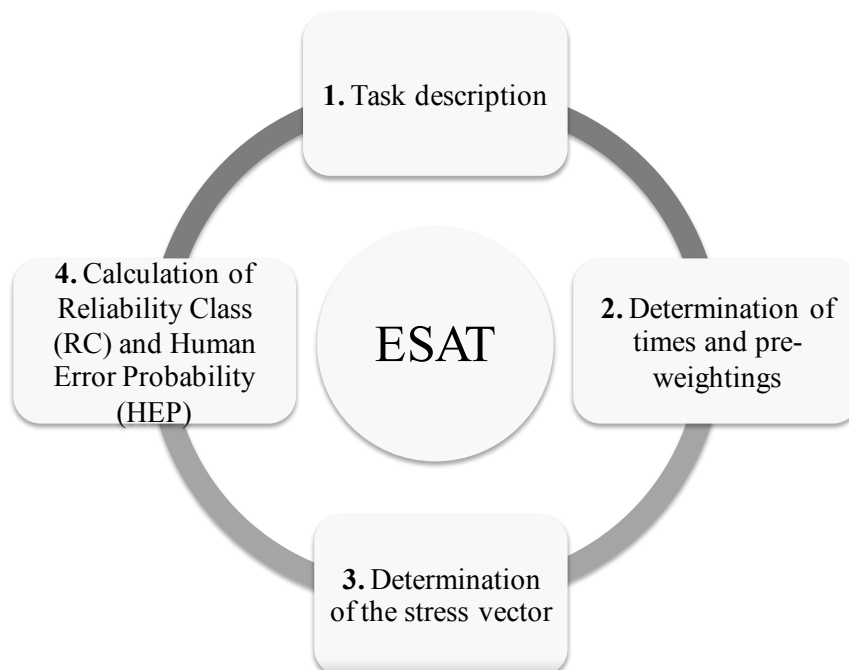 1. Task description
ESAT
2. Determination of
times and pre-
weightings
3. Determination
of the stress vector
4. Calculation of
Reliability Class
(RC) and Human
Error Probability
(HEP)